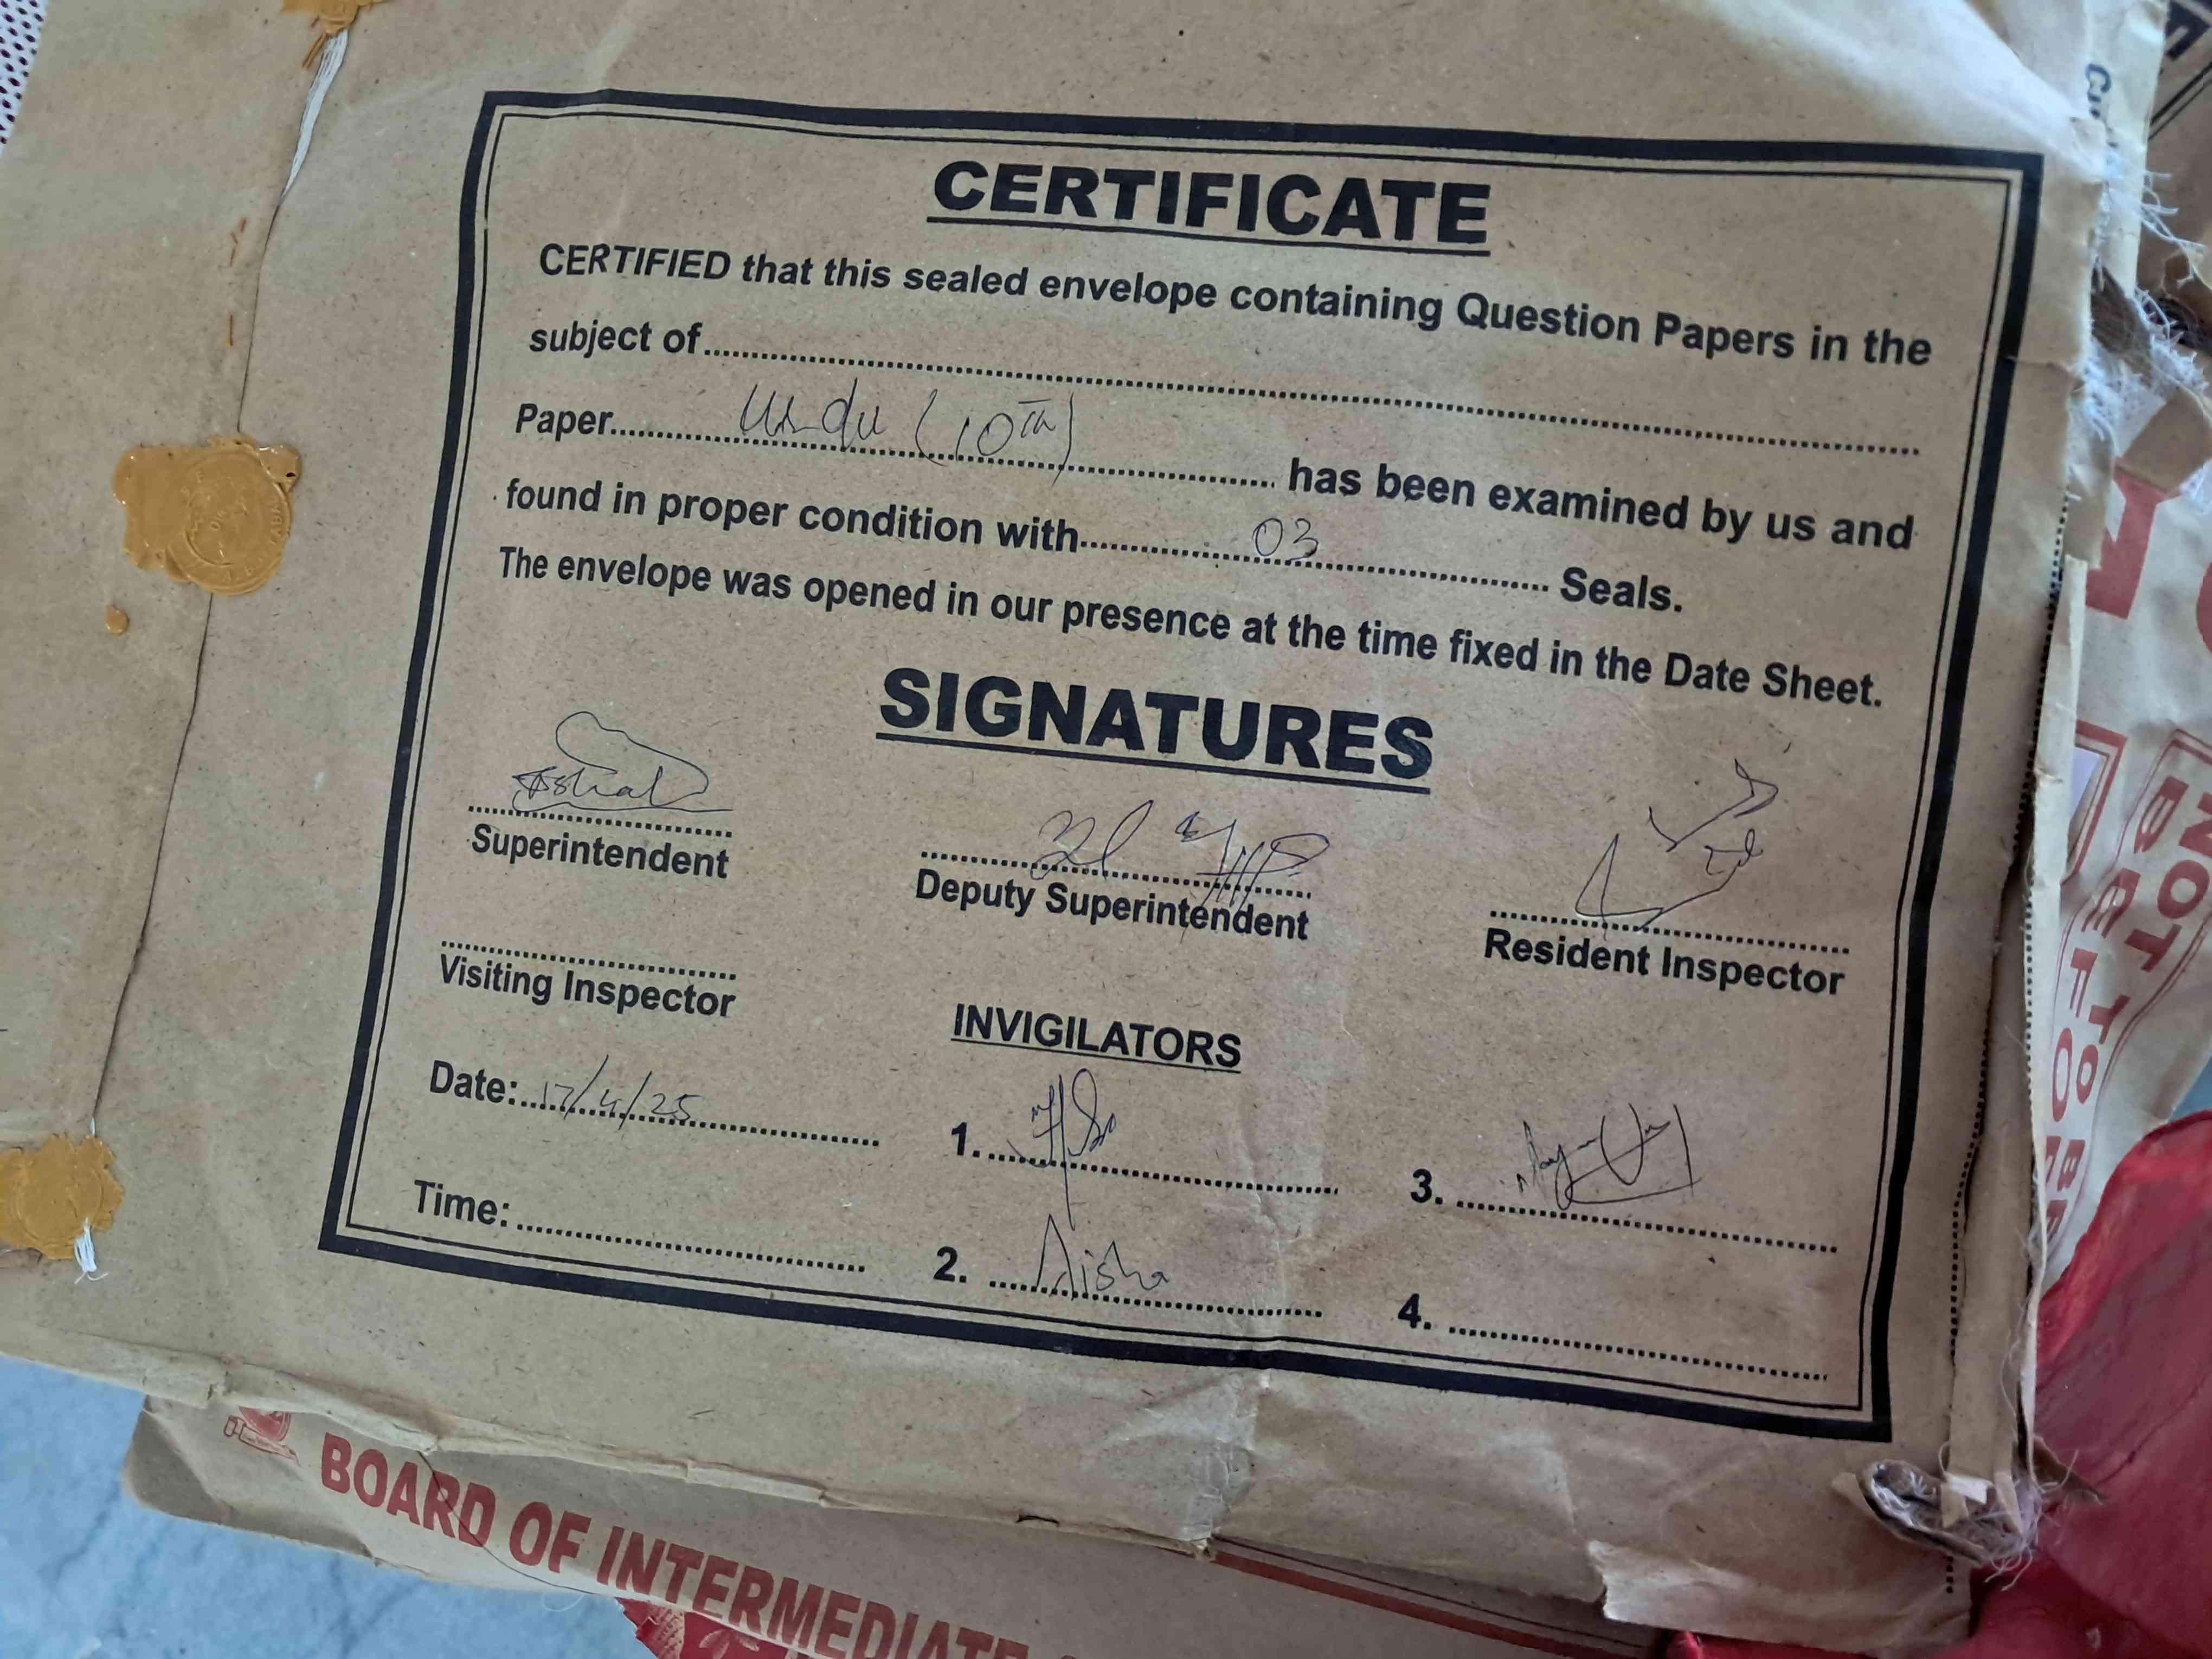 CERTIFICATE
CERTIFIED that this sealed envelope containing Question Papers in the
subject of
Paper Urdu (10th) has been examined by us and
found in proper condition with 03 Seals.
The envelope was opened in our presence at the time fixed in the Date Sheet.
SIGNATURES
Superintendent
Deputy Superintendent
Resident Inspector
Visiting Inspector
INVIGILATORS
Date: 17/4/25
1.
3.
Time:
2. Aisha
4.
BOARD OF INTERMEDIATE
NOT TO BE
BEFORE